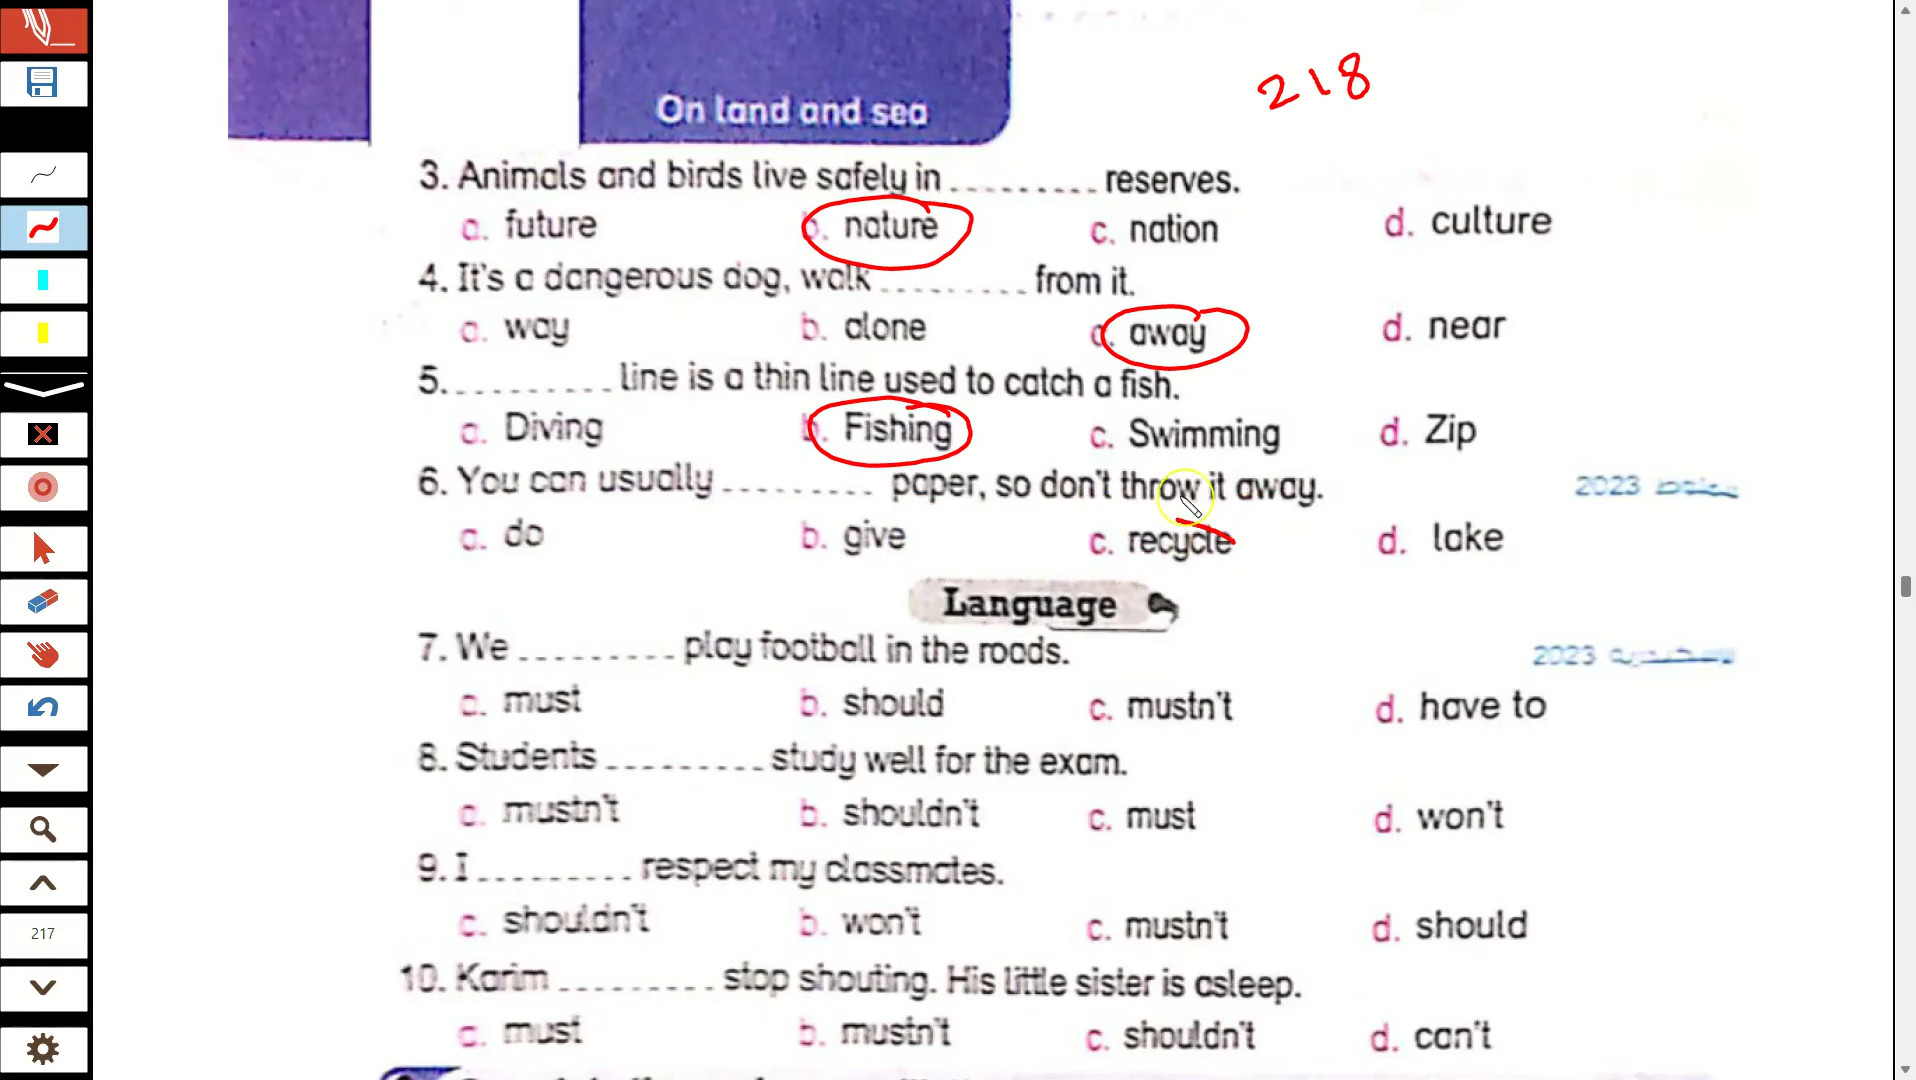 On land and sea
218
3. Animals and birds live safely in ......... reserves.
a. future b. nature c. nation d. culture
4. It's a dangerous dog, walk ......... from it.
a. way b. alone c. away d. near
5. .......... line is a thin line used to catch a fish.
a. Diving b. Fishing c. Swimming d. Zip
6. You can usually ......... paper, so don't throw it away. 2023
a. do b. give c. recycle d. lake
Language
7. We ......... play football in the roads. 2023
a. must b. should c. mustn't d. have to
8. Students ......... study well for the exam.
a. mustn't b. shouldn't c. must d. won't
9. I ......... respect my classmates.
a. shouldn't b. won't c. mustn't d. should
10. Karim ......... stop shouting. His little sister is asleep.
a. must b. mustn't c. shouldn't d. can't
217